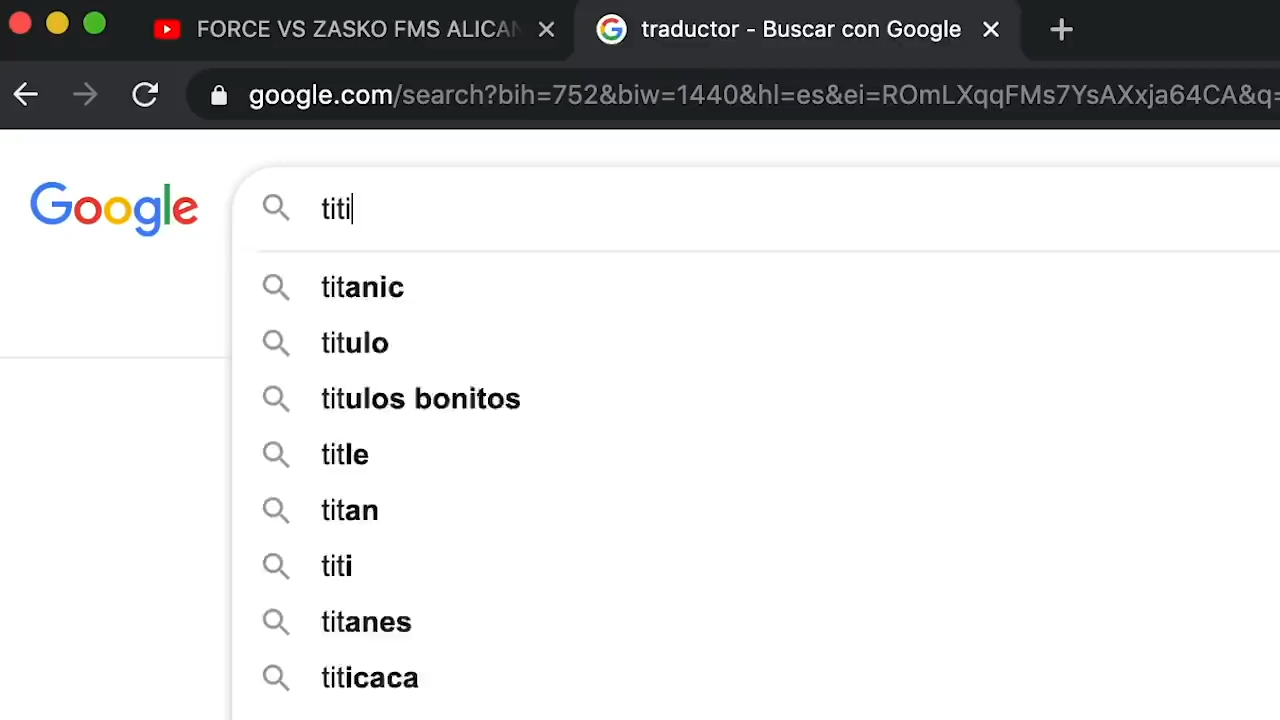 FORCE VS ZASKO FMS ALICAN
traductor - Buscar con Google
google.com/search?bih=752&biw=1440&hl=es&ei=ROmLXqqFMs7YsAXxja64CA&q=
Google
titi
titanic
titulo
titulos bonitos
title
titan
titi
titanes
titicaca